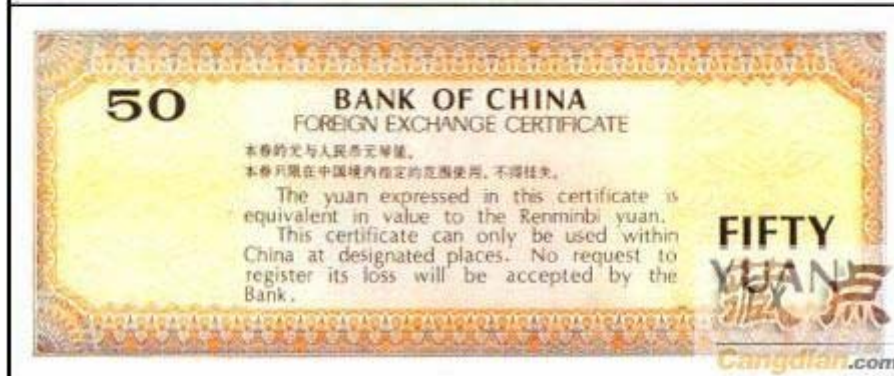 50
BANK OF CHINA
FOREIGN EXCHANGE CERTIFICATE
本券的元与人民币元等值。
本券只限在中国境内指定的范围使用,不得挂失。
The yuan expressed in this certificate is
equivalent in value to the Renminbi yuan.
This certificate can only be used within
China at designated places. No request to
register its loss will be accepted by the
Bank.
FIFTY
YUAN
藏点
Cangdian.com